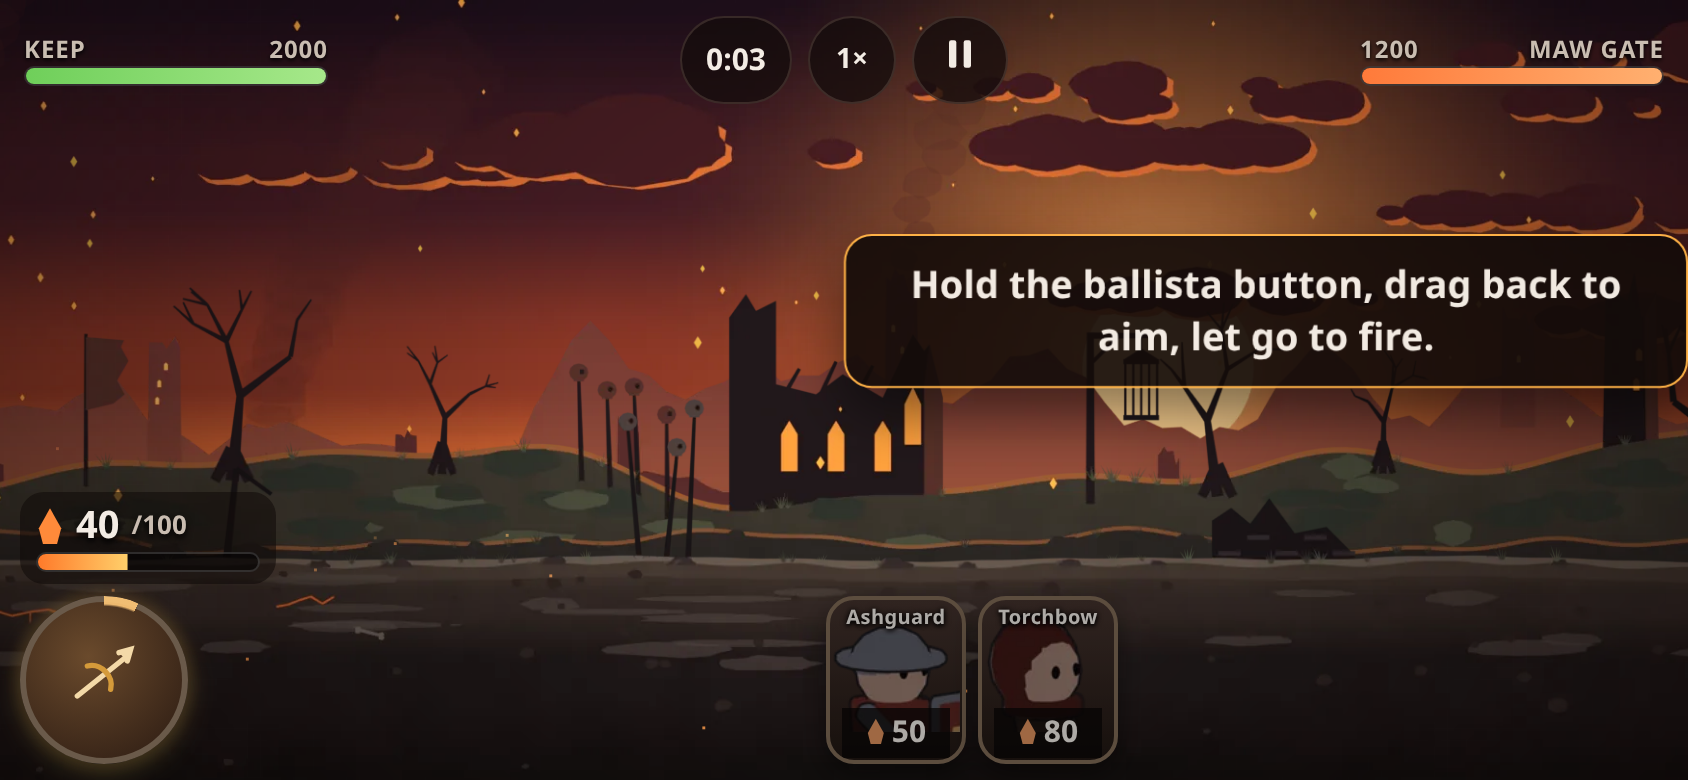 KEEP 2000
0:03
1×
1200 MAW GATE
Hold the ballista button, drag back to
aim, let go to fire.
40 /100
Ashguard
50
Torchbow
80